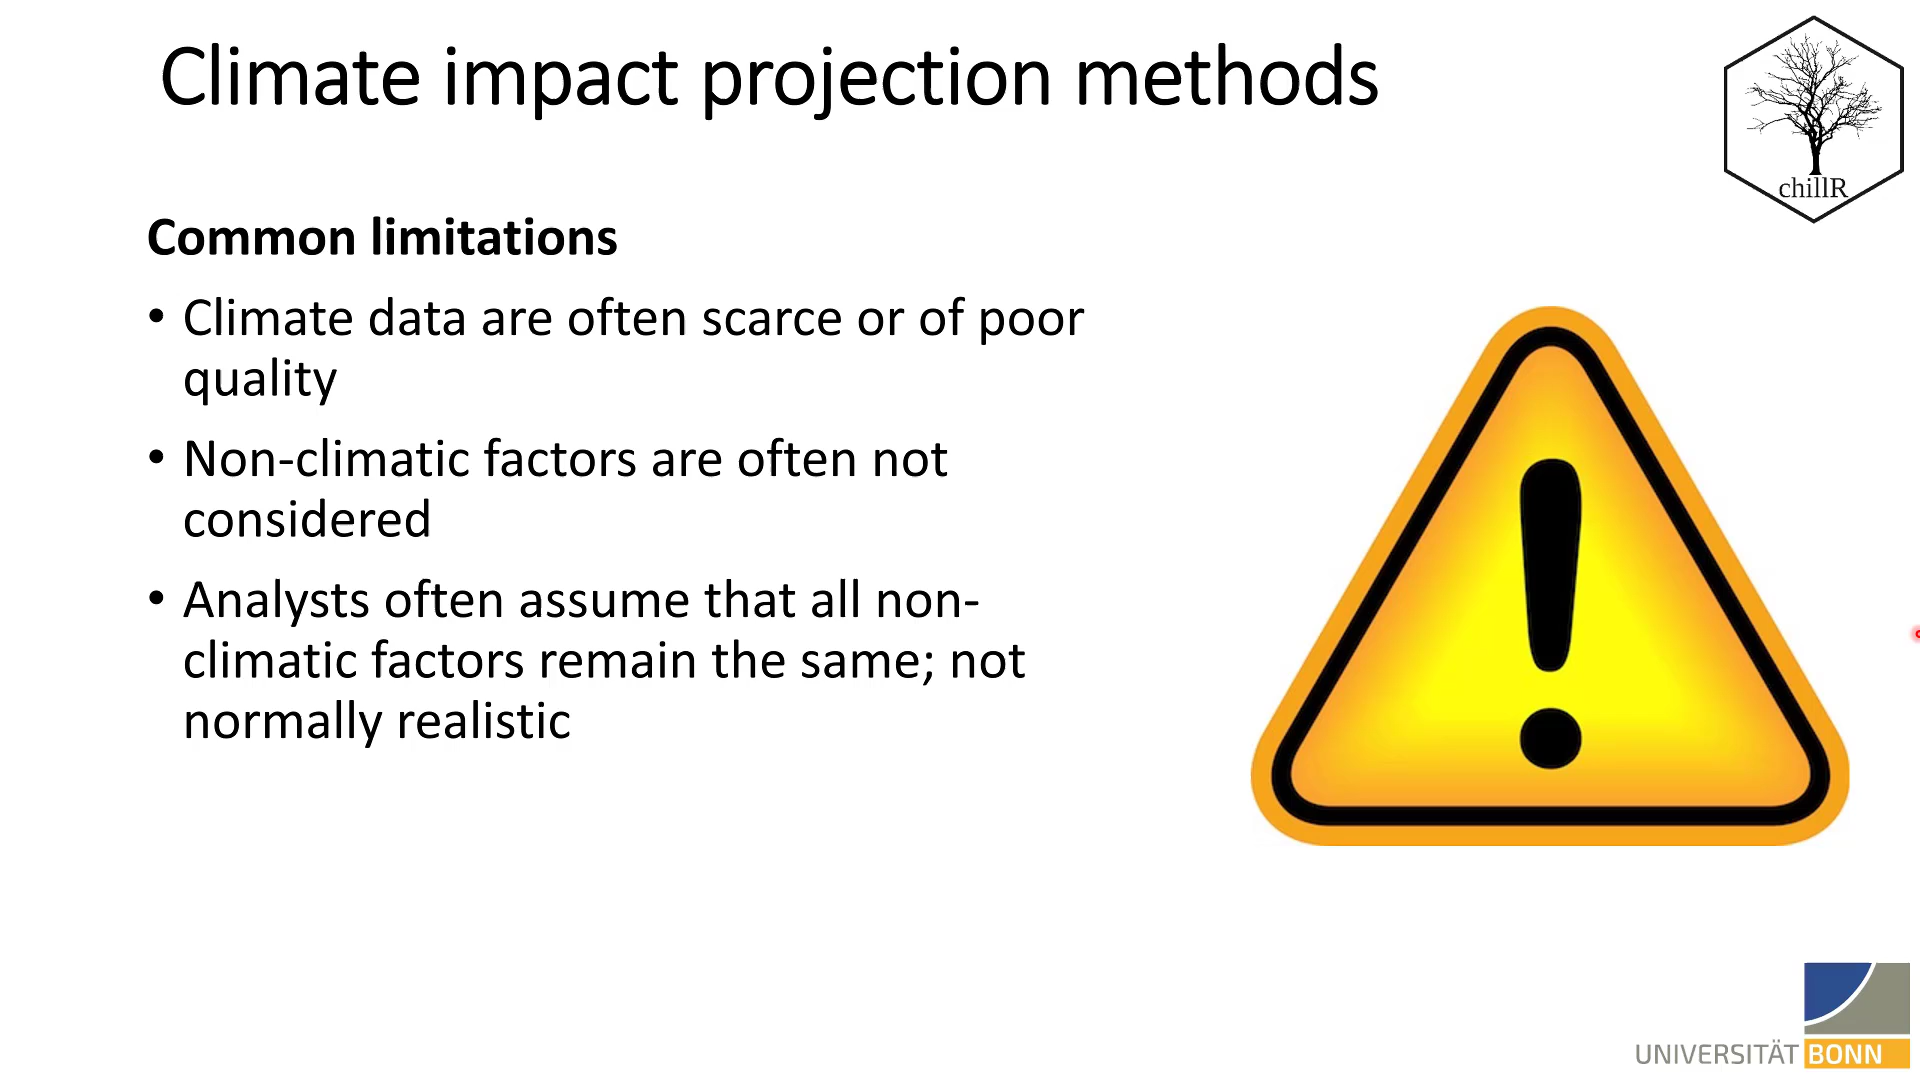 Climate impact projection methods
chillR
Common limitations
• Climate data are often scarce or of poor
quality
• Non-climatic factors are often not
considered
• Analysts often assume that all non-
climatic factors remain the same; not
normally realistic
UNIVERSITÄT BONN